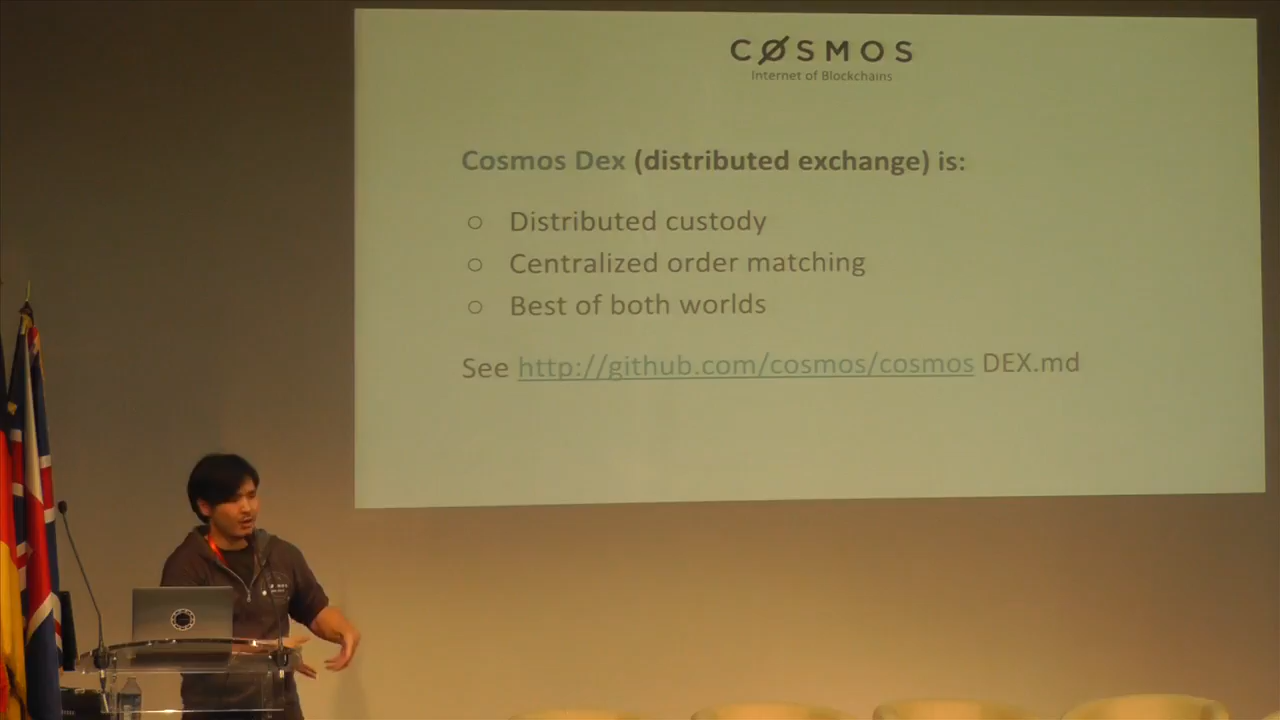 CØSMOS
Internet of Blockchains
Cosmos Dex (distributed exchange) is:
○ Distributed custody
○ Centralized order matching
○ Best of both worlds
See http://github.com/cosmos/cosmos DEX.md